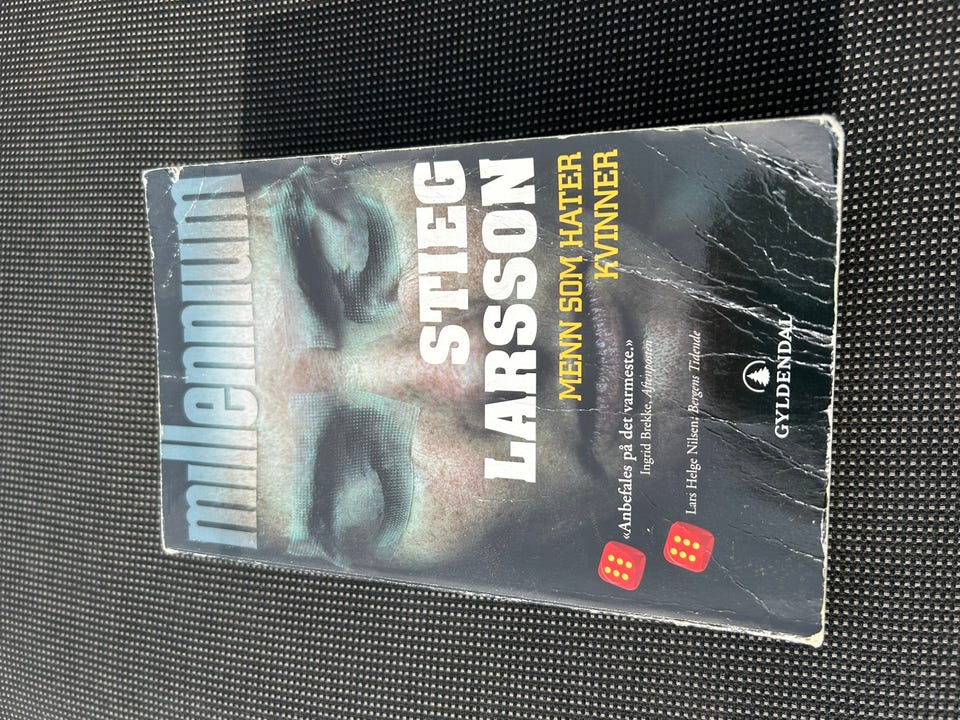 millennium
STIEG
LARSSON
MENN SOM HATER
KVINNER
«Anbefales på det varmeste.»
Ingrid Brekke, Aftenposten
Lars Helge Nilsen, Bergens Tidende
GYLDENDAL